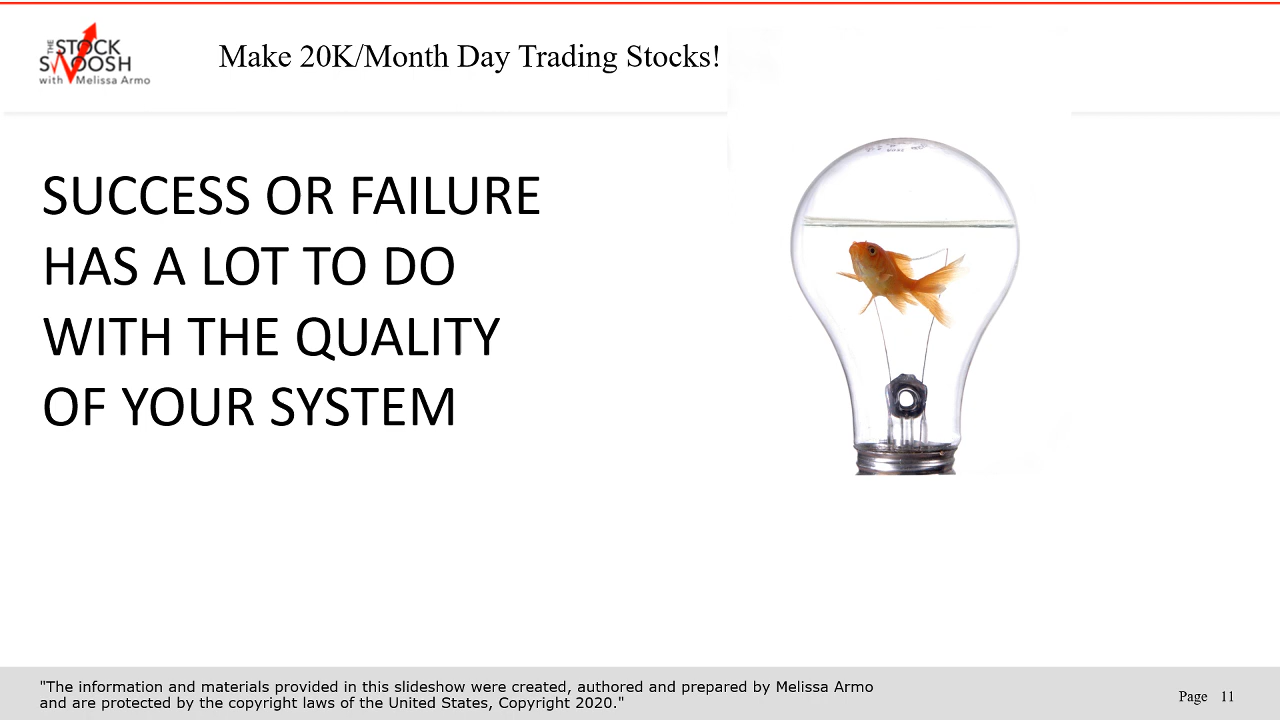 THE
STOCK
SWOOSH
with Melissa Armo
Make 20K/Month Day Trading Stocks!
SUCCESS OR FAILURE
HAS A LOT TO DO
WITH THE QUALITY
OF YOUR SYSTEM
"The information and materials provided in this slideshow were created, authored and prepared by Melissa Armo
and are protected by the copyright laws of the United States, Copyright 2020."
Page 11